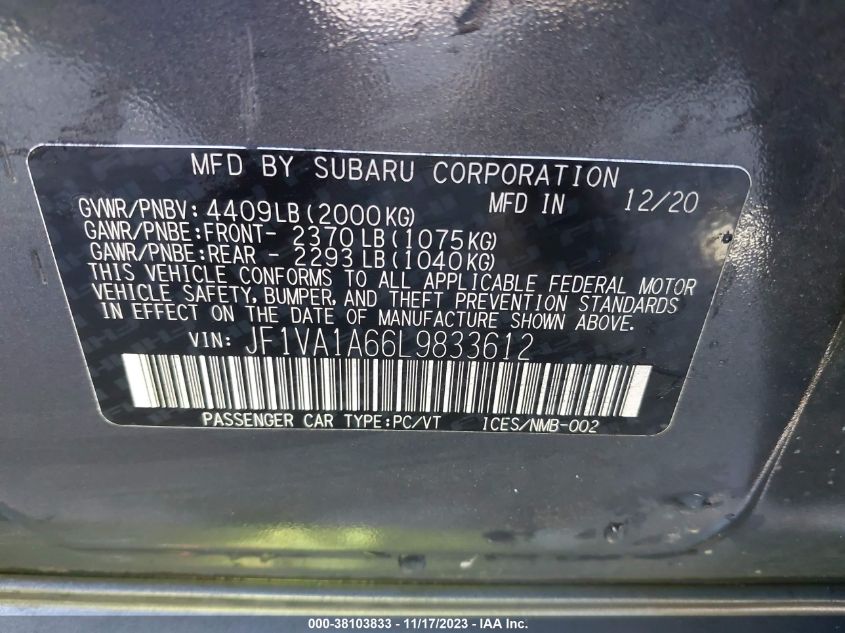 MFD BY SUBARU CORPORATION
GVWR/PNBV: 4409LB(2000KG) MFD IN 12/20
GAWR/PNBE:FRONT- 2370LB(1075KG)
GAWR/PNBE:REAR - 2293LB(1040KG)
THIS VEHICLE CONFORMS TO ALL APPLICABLE FEDERAL MOTOR
VEHICLE SAFETY, BUMPER, AND THEFT PREVENTION STANDARDS
IN EFFECT ON THE DATE OF MANUFACTURE SHOWN ABOVE.
VIN: JF1VA1A66L9833612
PASSENGER CAR TYPE:PC/VT ICES/NMB-002
000-38103833 - 11/17/2023 - IAA Inc.